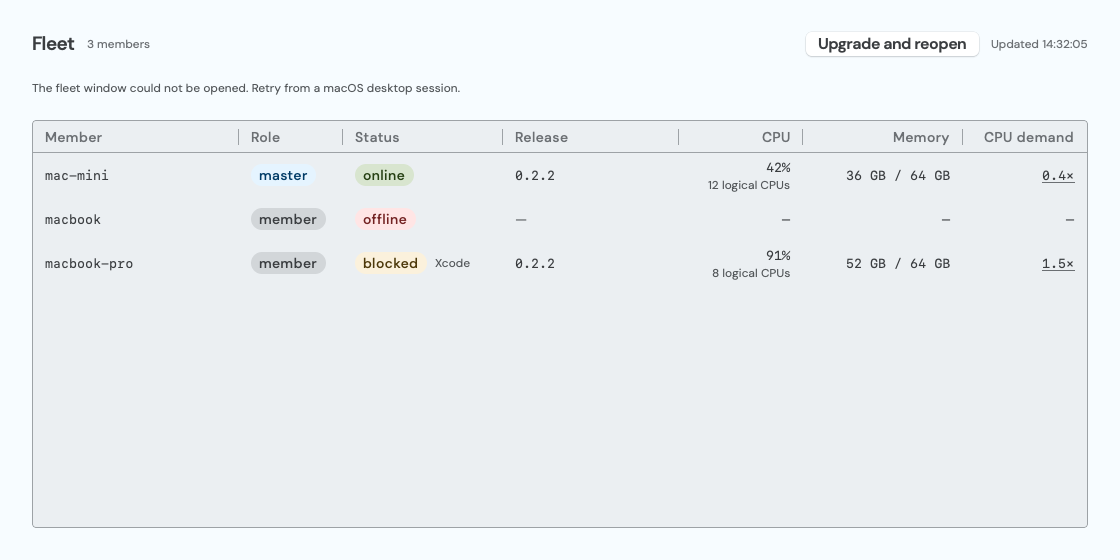 Fleet 3 members Upgrade and reopen Updated 14:32:05
The fleet window could not be opened. Retry from a macOS desktop session.
Member Role Status Release CPU Memory CPU demand
mac-mini master online 0.2.2 42% 36 GB / 64 GB 0.4×
12 logical CPUs
macbook member offline — — — —
macbook-pro member blocked Xcode 0.2.2 91% 52 GB / 64 GB 1.5×
8 logical CPUs